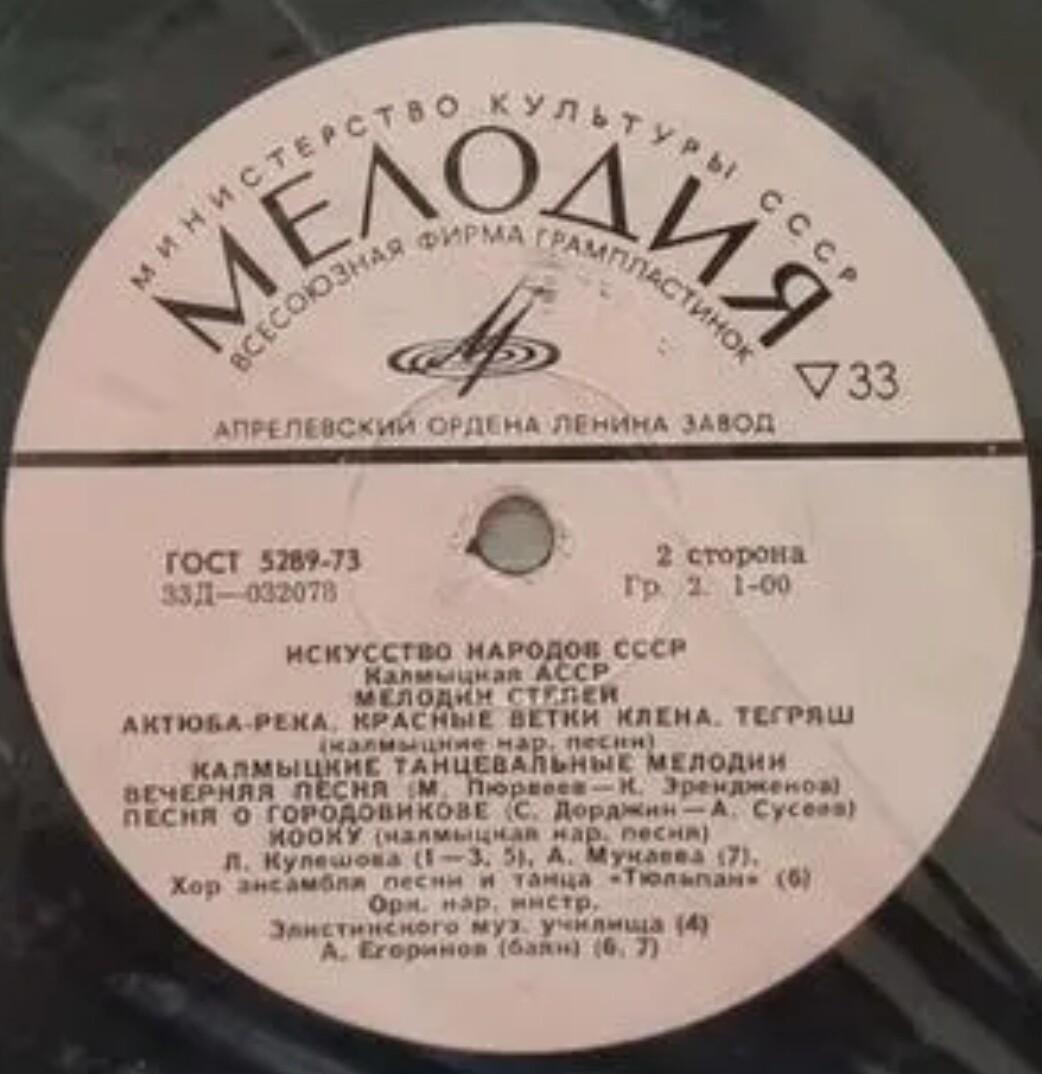 МИНИСТЕРСТВО КУЛЬТУРЫ СССР
МЕЛОДИЯ
ВСЕСОЮЗНАЯ ФИРМА ГРАМПЛАСТИНОК
▽33
АПРЕЛЕВСКИЙ ОРДЕНА ЛЕНИНА ЗАВОД
ГОСТ 5289-73
2 сторона
33Д—032078
Гр. 2. 1-00
ИСКУССТВО НАРОДОВ СССР
Калмыцкая АССР
МЕЛОДИИ СТЕПЕЙ
АКТЮБА-РЕКА, КРАСНЫЕ ВЕТКИ КЛЕНА, ТЕГРЯШ
(калмыцкие нар. песни)
КАЛМЫЦКИЕ ТАНЦЕВАЛЬНЫЕ МЕЛОДИИ
ВЕЧЕРНЯЯ ПЕСНЯ (М. Пюрвеев—К. Эрендженов)
ПЕСНЯ О ГОРОДОВИКОВЕ (С. Дорджин—А. Сусеев)
КООКУ (калмыцкая нар. песня)
Л. Кулешова (1—3, 5), А. Мукаева (7),
Хор ансамбля песни и танца «Тюльпан» (6)
Орк. нар. инстр.
Элистинского муз. училища (4)
А. Егоринов (баян) (6, 7)